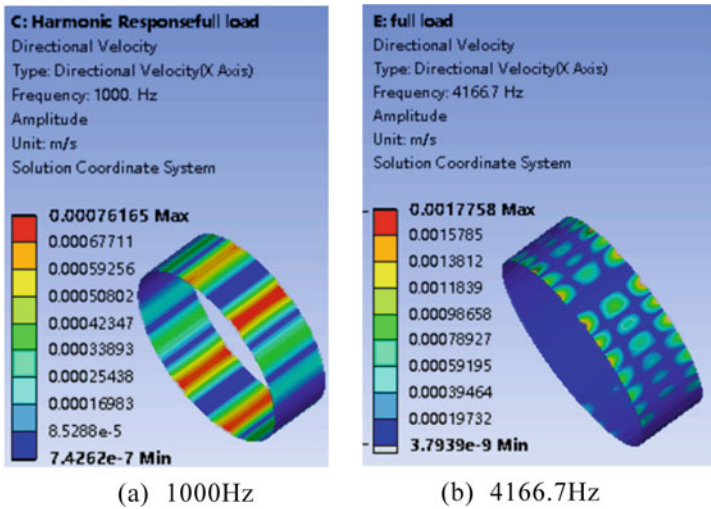 C: Harmonic Responsefull load
Directional Velocity
Type: Directional Velocity(X Axis)
Frequency: 1000. Hz
Amplitude
Unit: m/s
Solution Coordinate System
0.00076165 Max
0.00067711
0.00059256
0.00050802
0.00042347
0.00033893
0.00025438
0.00016983
8.5288e-5
7.4262e-7 Min
(a) 1000Hz
E: full load
Directional Velocity
Type: Directional Velocity(X Axis)
Frequency: 4166.7 Hz
Amplitude
Unit: m/s
Solution Coordinate System
0.0017758 Max
0.0015785
0.0013812
0.0011839
0.00098658
0.00078927
0.00059195
0.00039464
0.00019732
3.7939e-9 Min
(b) 4166.7Hz